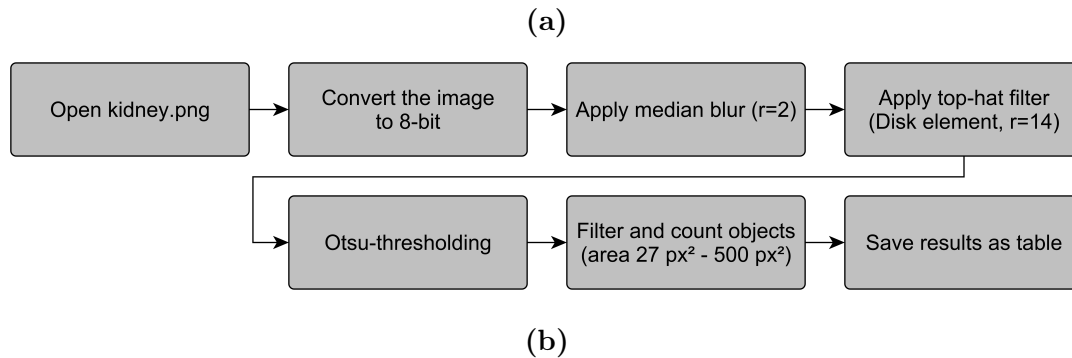 (a)
Open kidney.png
Convert the image
to 8-bit
Apply median blur (r=2)
Apply top-hat filter
(Disk element, r=14)
Otsu-thresholding
Filter and count objects
(area 27 px² - 500 px²)
Save results as table
(b)